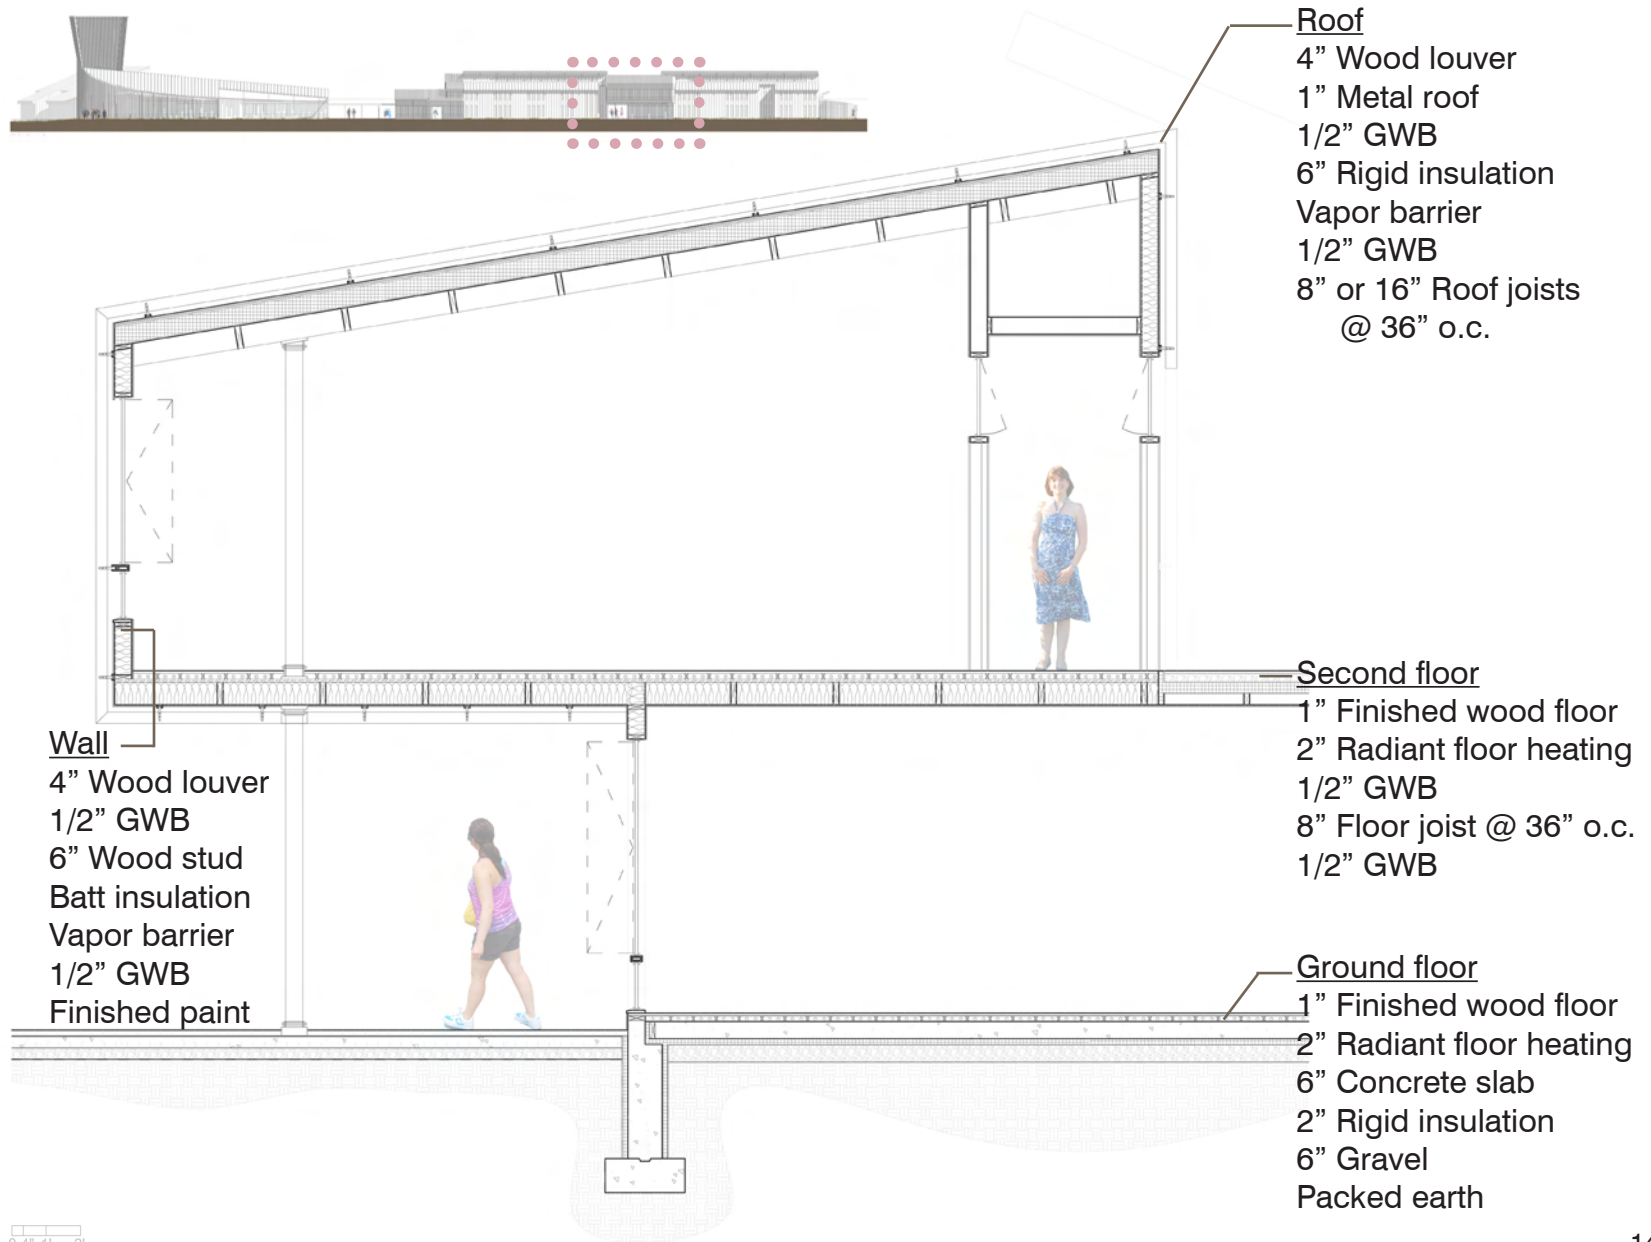 Roof
4” Wood louver
1” Metal roof
1/2” GWB
6” Rigid insulation
Vapor barrier
1/2” GWB
8” or 16” Roof joists
@ 36” o.c.
Wall
4” Wood louver
1/2” GWB
6” Wood stud
Batt insulation
Vapor barrier
1/2” GWB
Finished paint
Second floor
1” Finished wood floor
2” Radiant floor heating
1/2” GWB
8” Floor joist @ 36” o.c.
1/2” GWB
Ground floor
1” Finished wood floor
2” Radiant floor heating
6” Concrete slab
2” Rigid insulation
6” Gravel
Packed earth